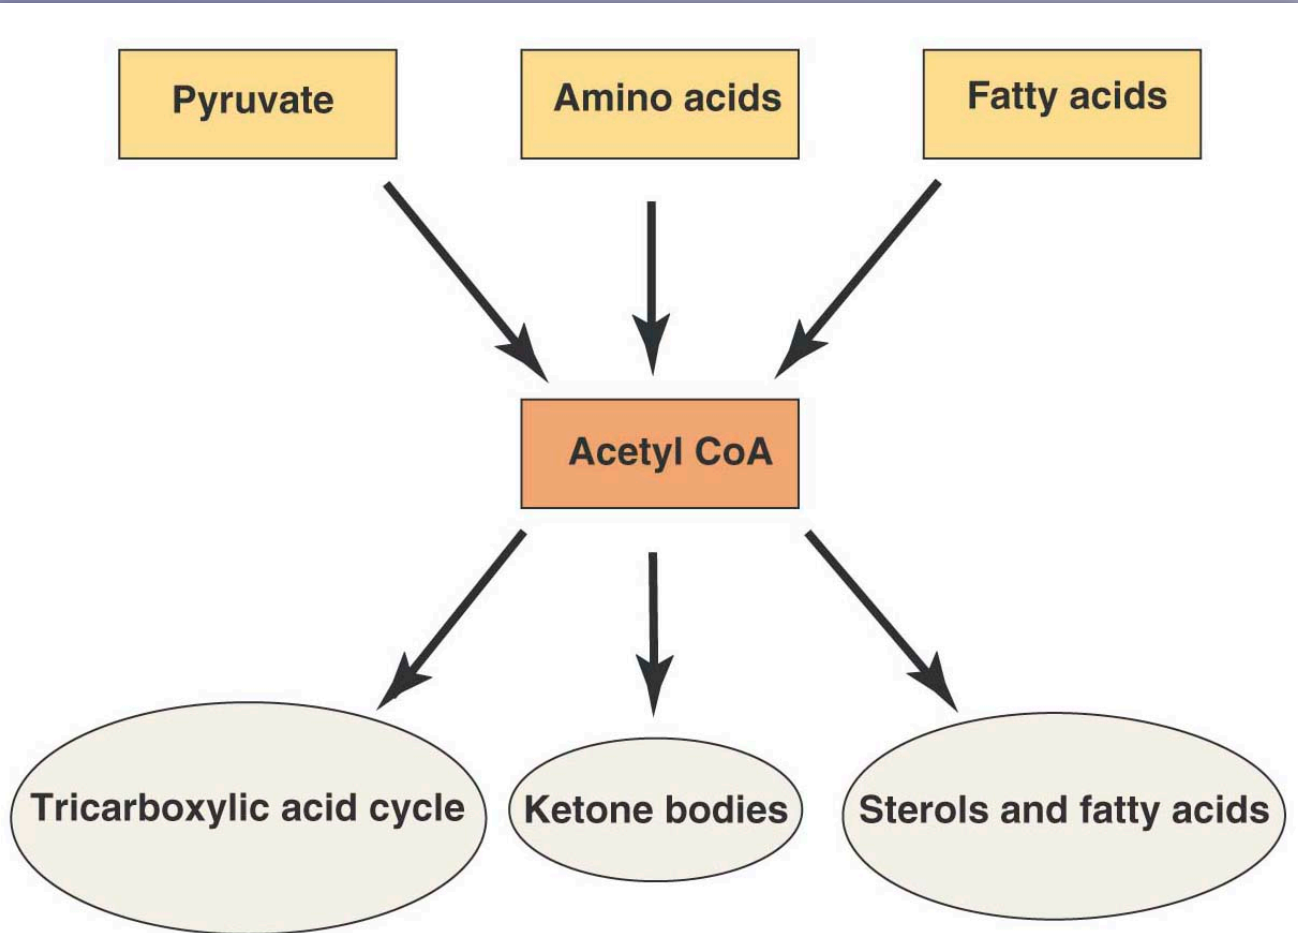 Pyruvate
Amino acids
Fatty acids
Acetyl CoA
Tricarboxylic acid cycle
Ketone bodies
Sterols and fatty acids